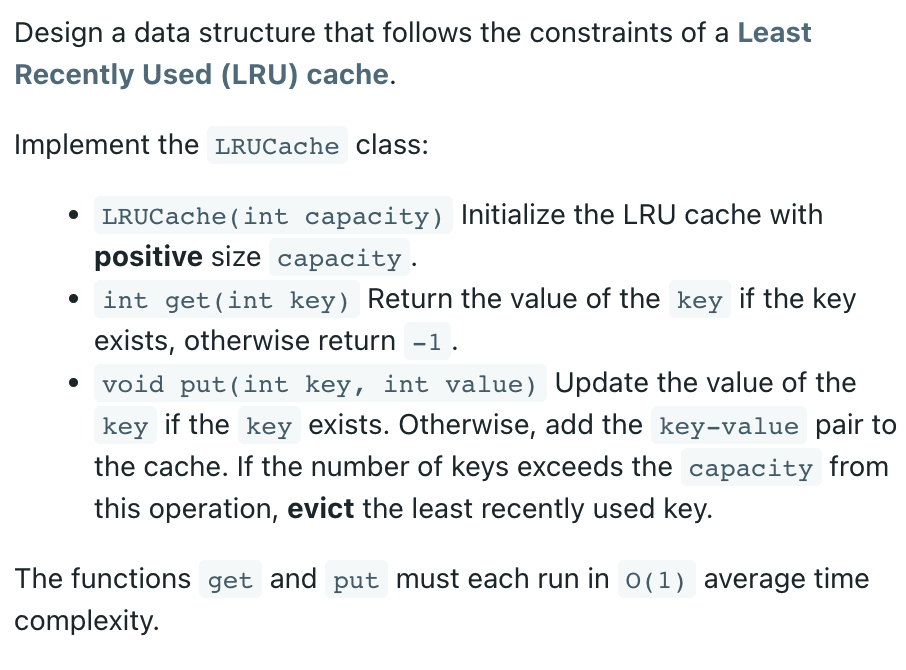 Design a data structure that follows the constraints of a Least
Recently Used (LRU) cache.
Implement the LRUCache class:
• LRUCache(int capacity) Initialize the LRU cache with
positive size capacity.
• int get(int key) Return the value of the key if the key
exists, otherwise return -1.
• void put(int key, int value) Update the value of the
key if the key exists. Otherwise, add the key-value pair to
the cache. If the number of keys exceeds the capacity from
this operation, evict the least recently used key.
The functions get and put must each run in O(1) average time
complexity.